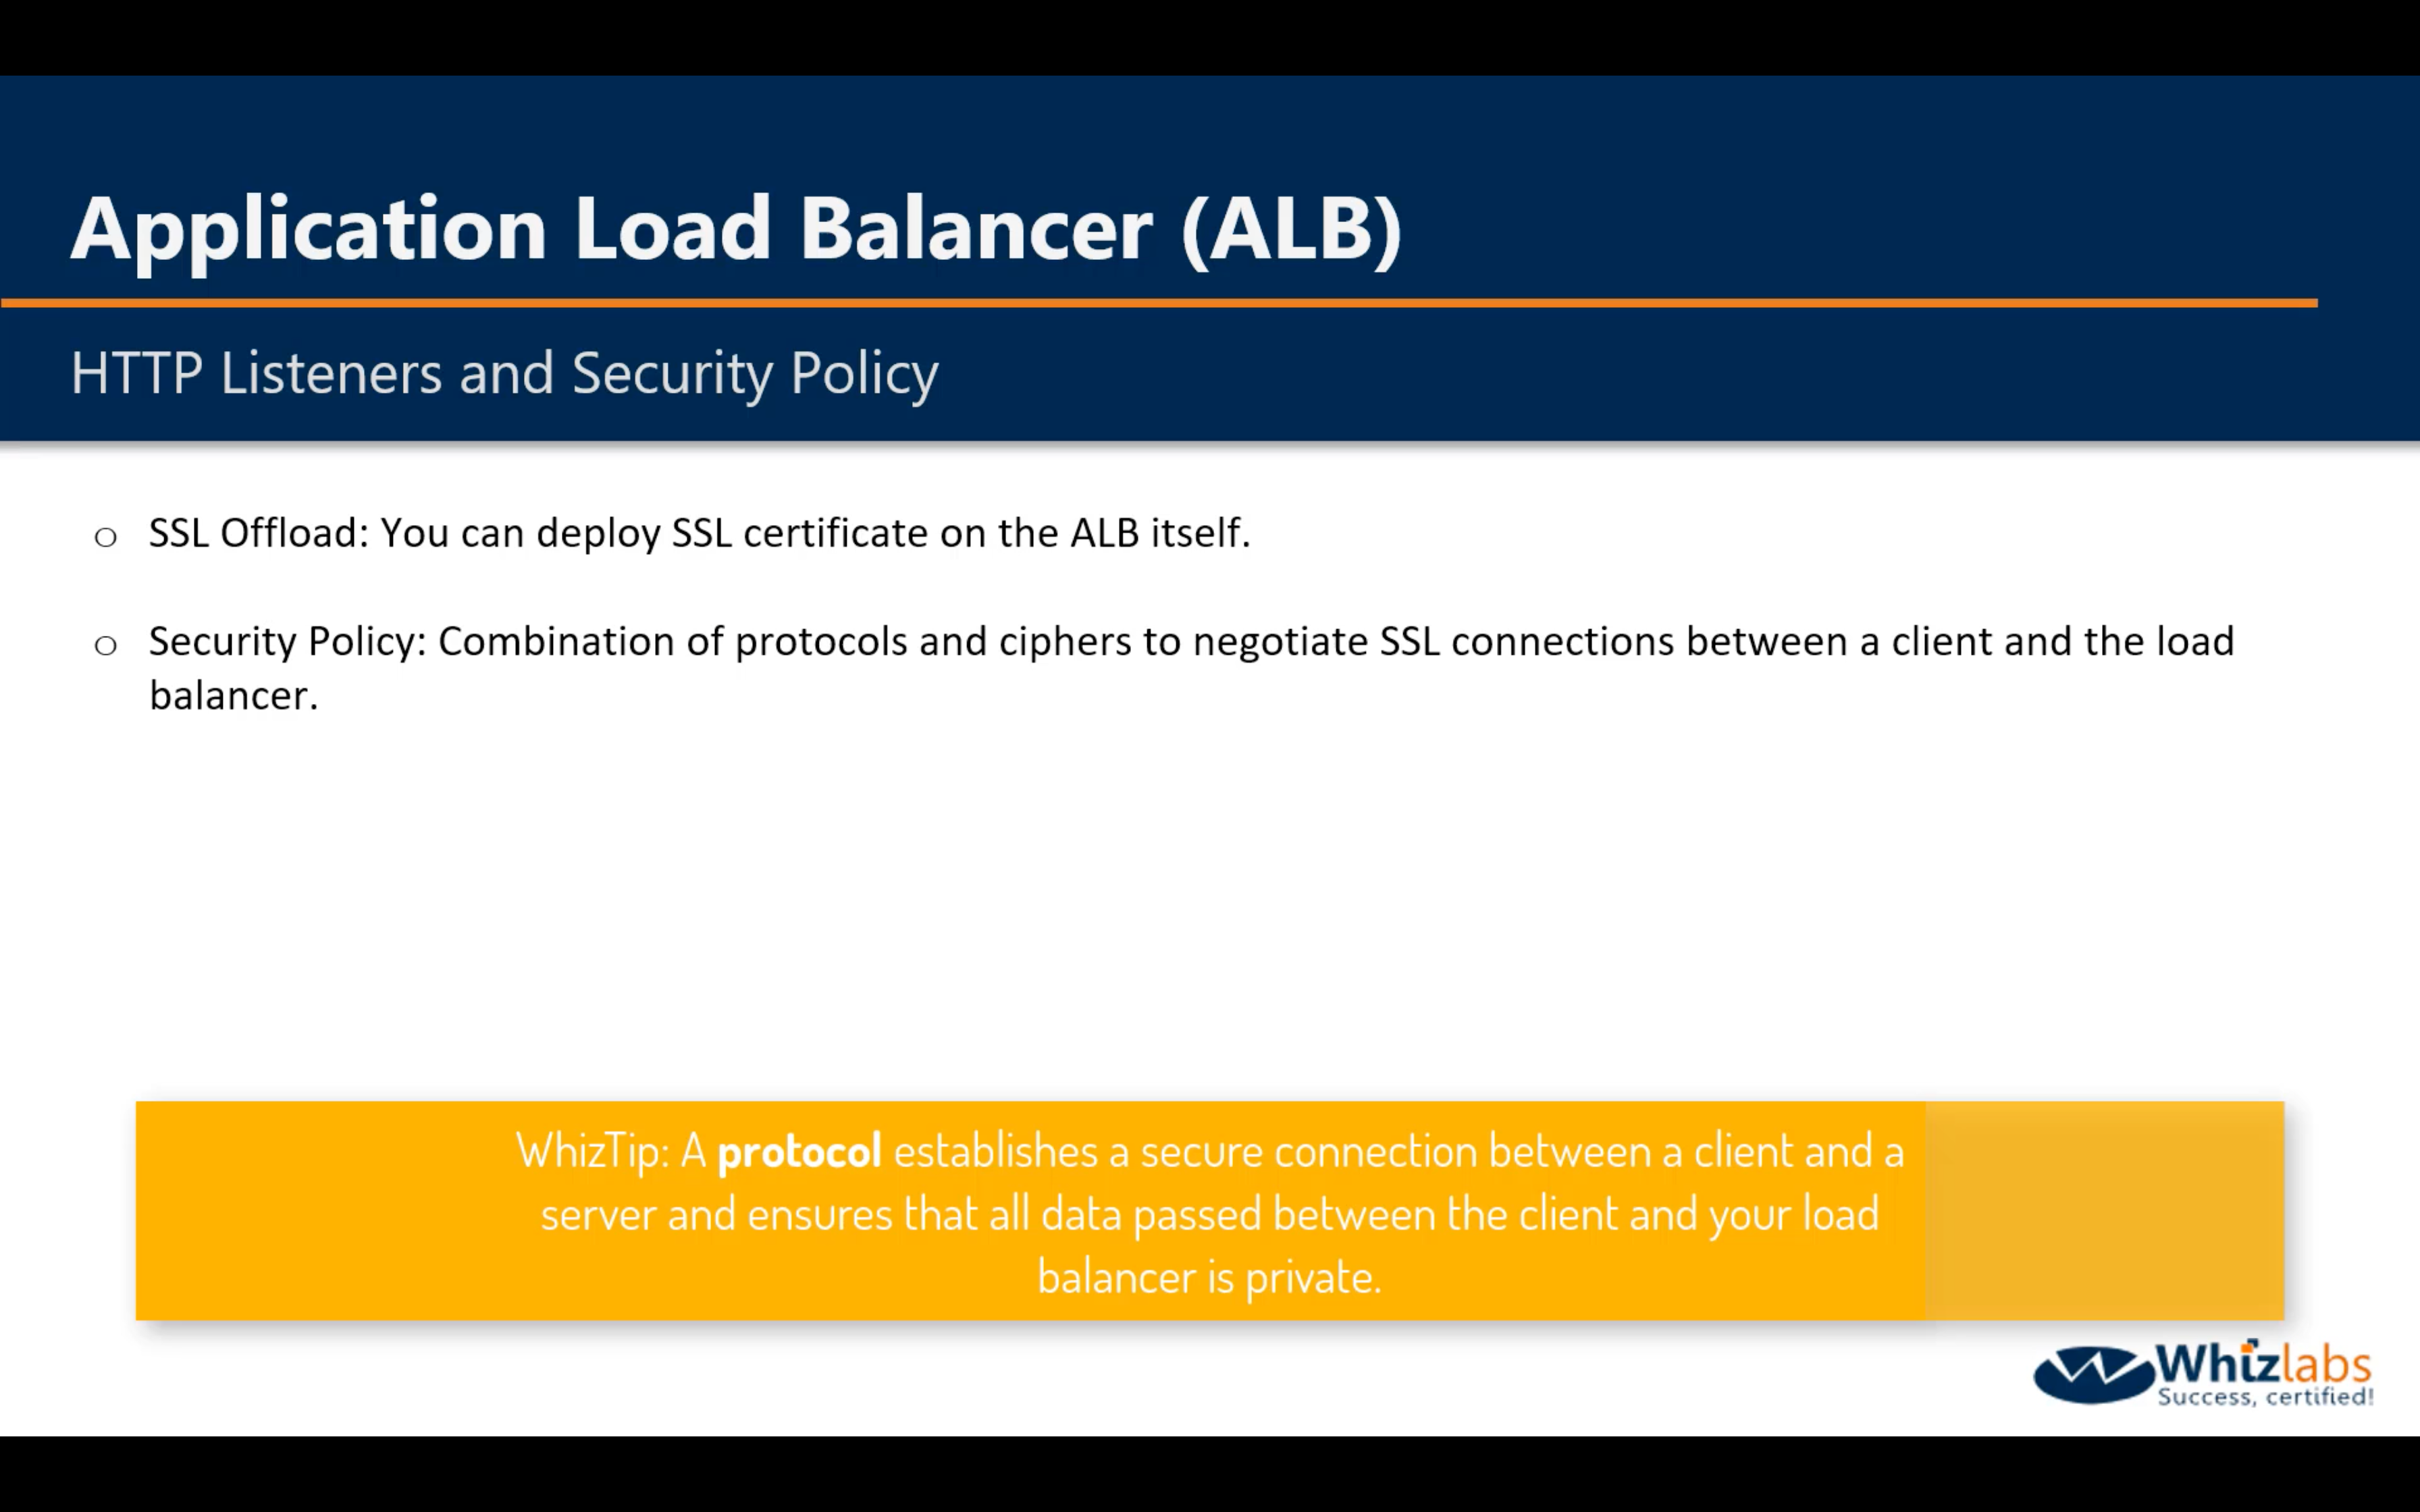 Application Load Balancer (ALB)
HTTP Listeners and Security Policy
o SSL Offload: You can deploy SSL certificate on the ALB itself.
o Security Policy: Combination of protocols and ciphers to negotiate SSL connections between a client and the load
balancer.
WhizTip: A protocol establishes a secure connection between a client and a
server and ensures that all data passed between the client and your load
balancer is private.
Whizlabs
Success, certified!